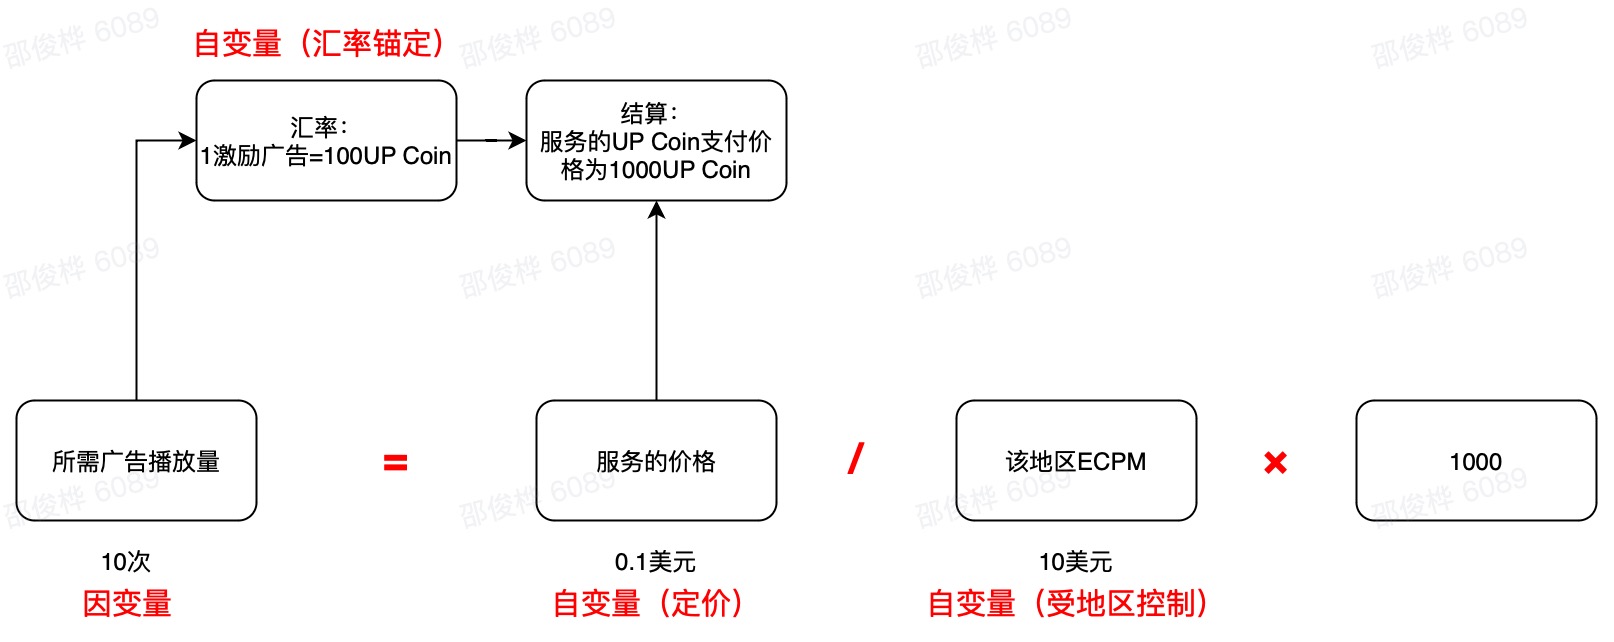 自变量（汇率锚定）
汇率：
1激励广告=100UP Coin
结算：
服务的UP Coin支付价
格为1000UP Coin
所需广告播放量
=
服务的价格
/
该地区ECPM
×
1000
10次
0.1美元
10美元
因变量
自变量（定价）
自变量（受地区控制）
邵俊桦 6089
邵俊桦 6089
邵俊桦 6089
邵俊桦 6089
邵俊桦 6089
邵俊桦 6089
邵俊桦 6089
邵俊桦 6089
邵俊桦 6089
邵俊桦 6089
邵俊桦 6089
邵俊桦 6089